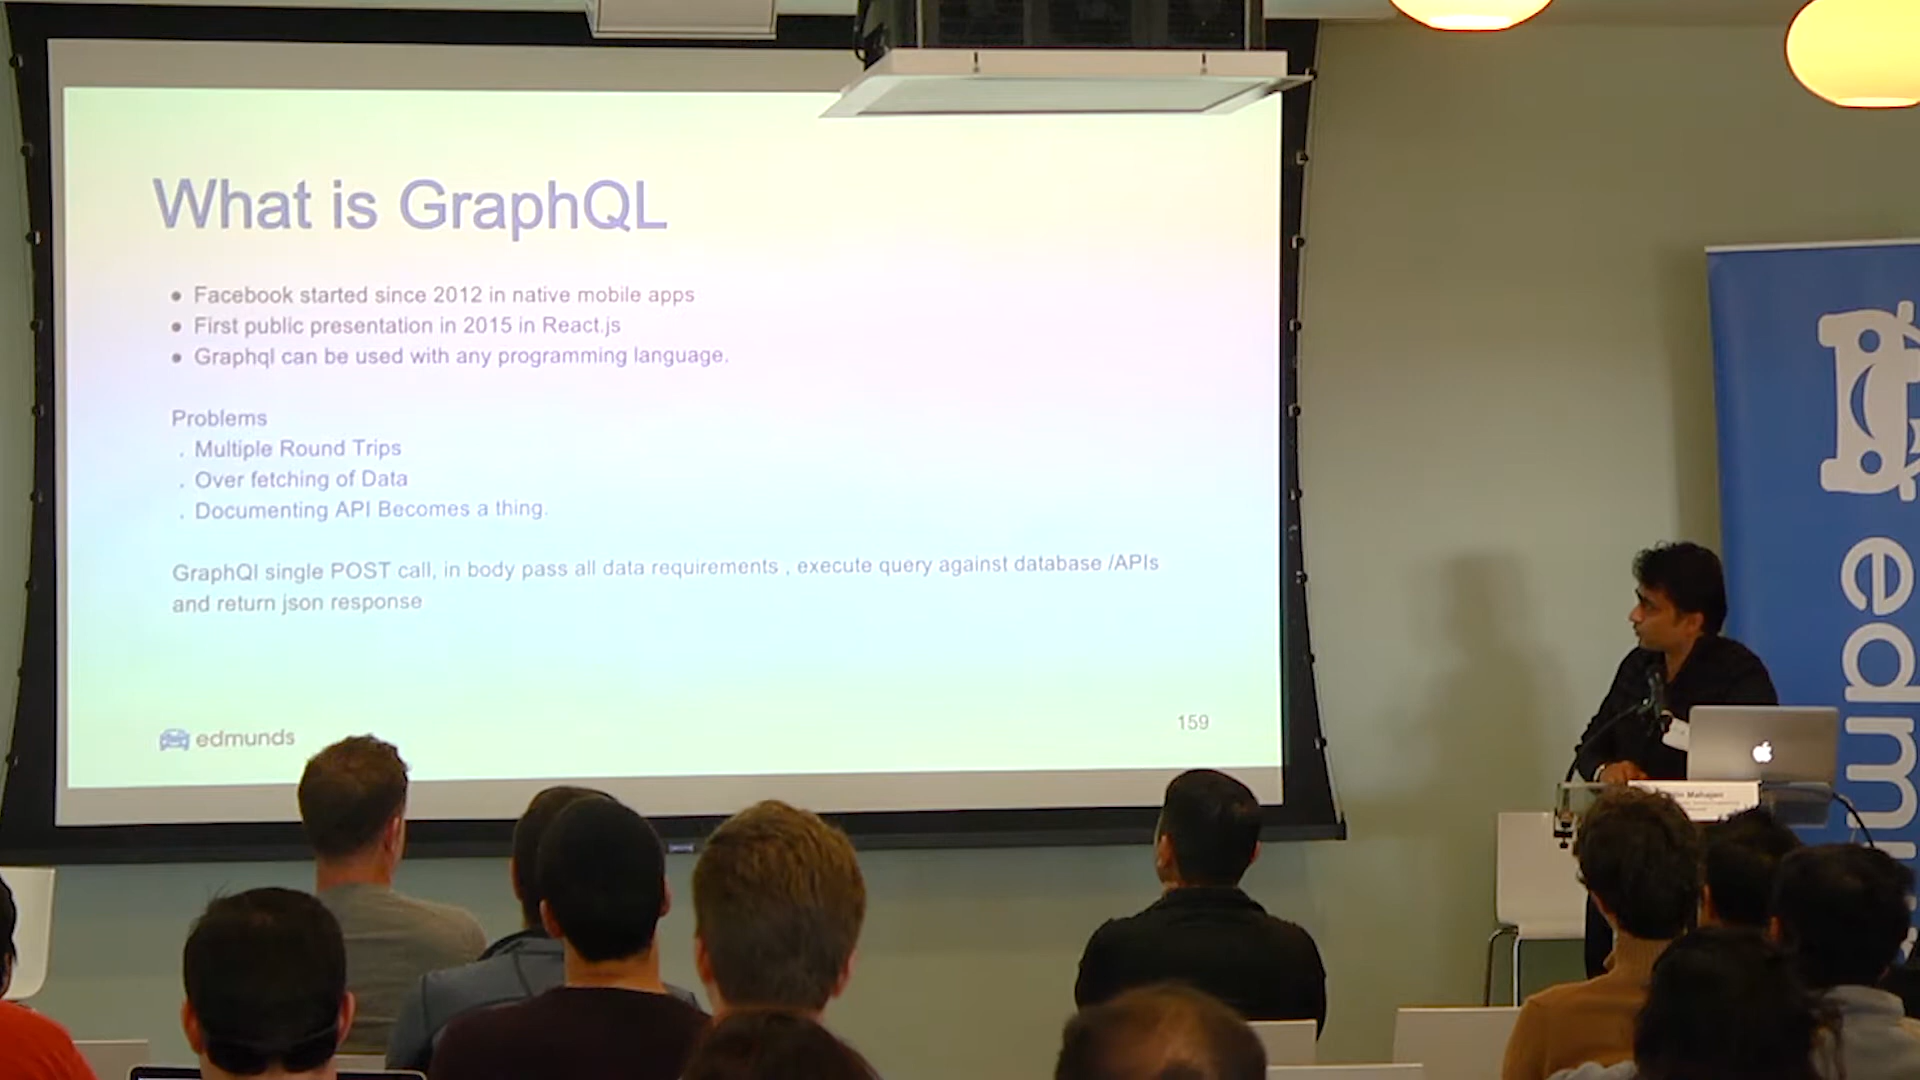 What is GraphQL
● Facebook started since 2012 in native mobile apps
● First public presentation in 2015 in React.js
● Graphql can be used with any programming language.
Problems
. Multiple Round Trips
. Over fetching of Data
. Documenting API Becomes a thing.
GraphQl single POST call, in body pass all data requirements , execute query against database /APIs
and return json response
edmunds
159
edm
Mahajan